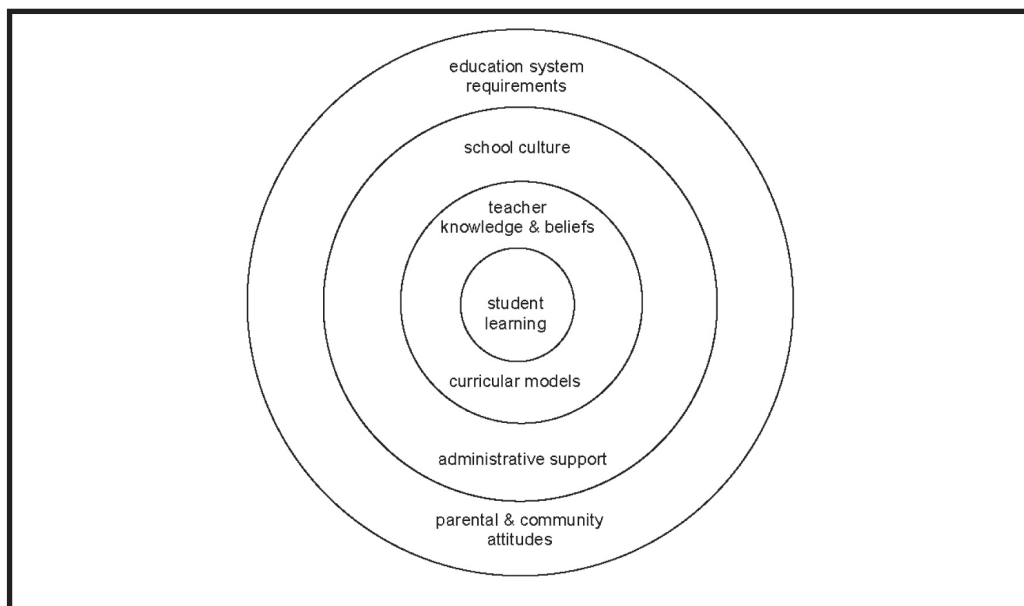 education system
requirements
school culture
teacher
knowledge & beliefs
student
learning
curricular models
administrative support
parental & community
attitudes